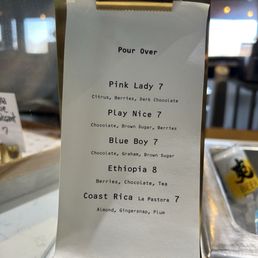 Pour Over
Pink Lady 7
Citrus, Berries, Dark Chocolate
Play Nice 7
Chocolate, Brown Sugar, Berries
Blue Boy 7
Chocolate, Graham, Brown Sugar
Ethiopia 8
Berries, Chocolate, Tea
Coast Rica La Pastora 7
Almond, Gingersnap, Plum
7